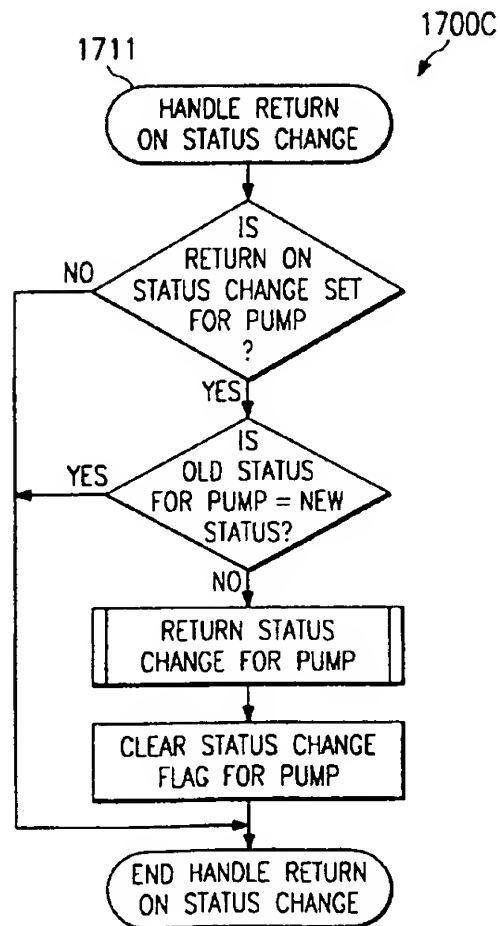 1700C
1711
HANDLE RETURN
ON STATUS CHANGE
IS
RETURN ON
STATUS CHANGE SET
FOR PUMP
?
NO
YES
IS
OLD STATUS
FOR PUMP = NEW
STATUS?
YES
NO
RETURN STATUS
CHANGE FOR PUMP
CLEAR STATUS CHANGE
FLAG FOR PUMP
END HANDLE RETURN
ON STATUS CHANGE